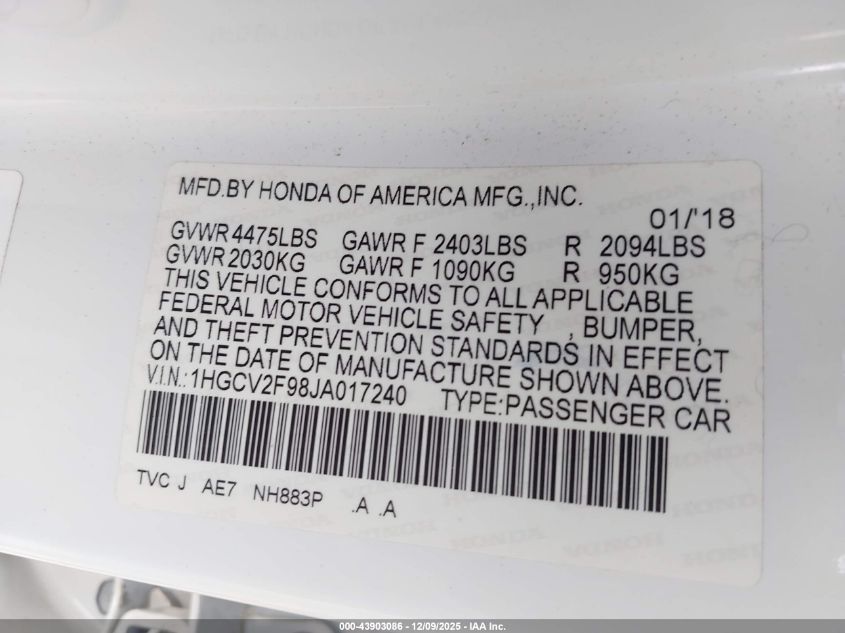 MFD.BY HONDA OF AMERICA MFG.,INC.
01/'18
GVWR 4475LBS GAWR F 2403LBS R 2094LBS
GVWR 2030KG GAWR F 1090KG R 950KG
THIS VEHICLE CONFORMS TO ALL APPLICABLE
FEDERAL MOTOR VEHICLE SAFETY , BUMPER,
AND THEFT PREVENTION STANDARDS IN EFFECT
ON THE DATE OF MANUFACTURE SHOWN ABOVE.
V.I.N.: 1HGCV2F98JA017240 TYPE:PASSENGER CAR
TVC J AE7 NH883P .A .A
© 43903086 - 12/09/2025 - IAA Inc.